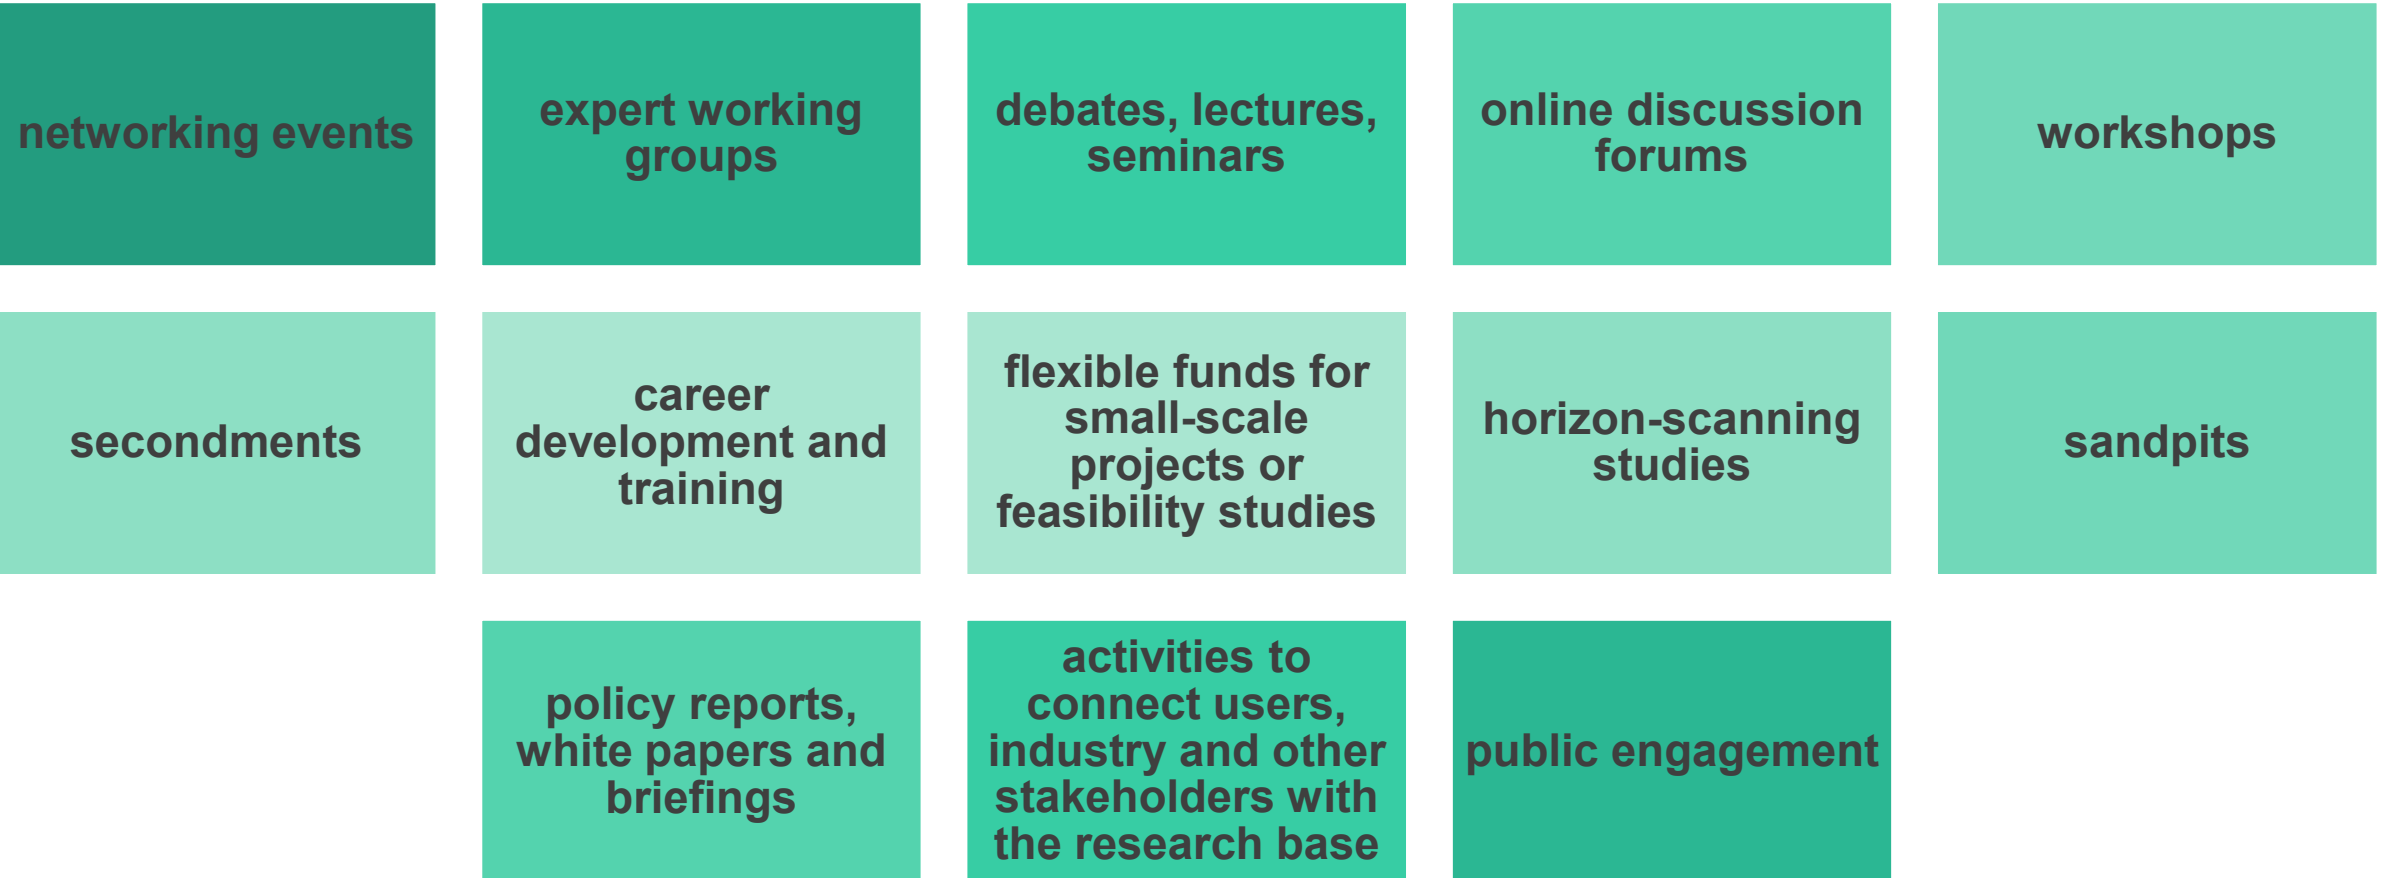 networking events
expert working
groups
debates, lectures,
seminars
online discussion
forums
workshops
secondments
career
development and
training
flexible funds for
small-scale
projects or
feasibility studies
horizon-scanning
studies
sandpits
policy reports,
white papers and
briefings
activities to
connect users,
industry and other
stakeholders with
the research base
public engagement